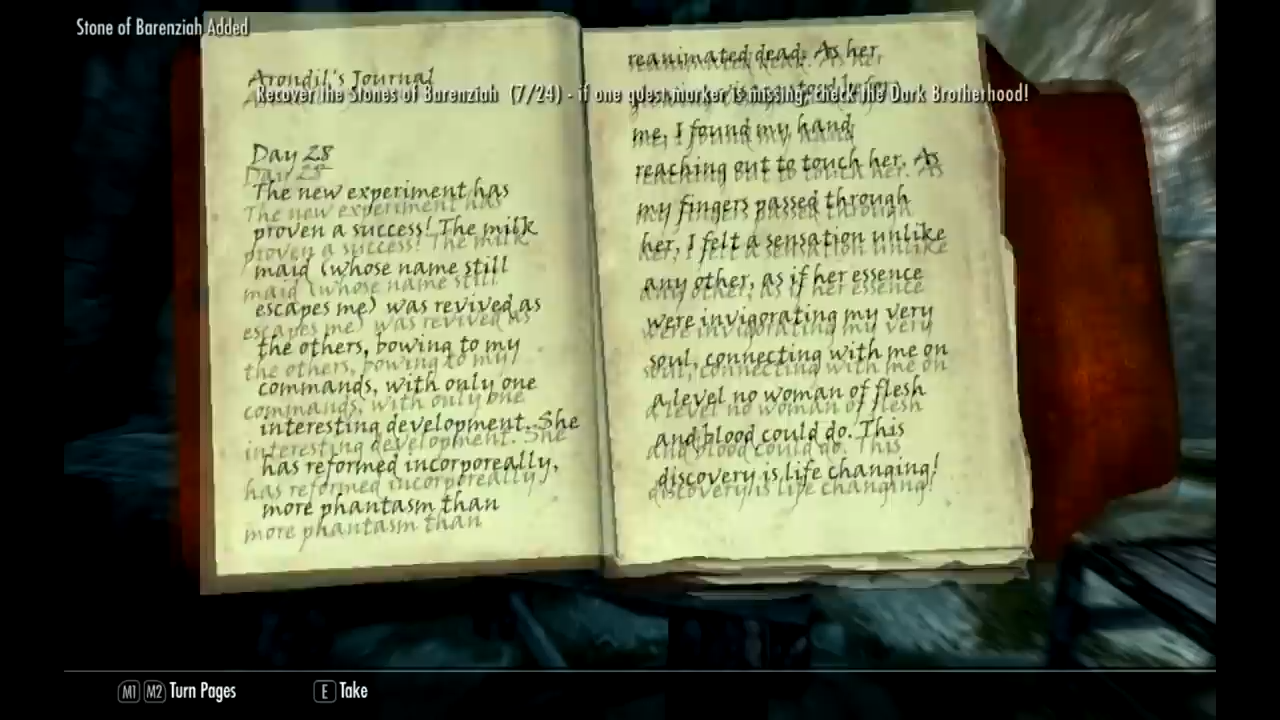 Stone of Barenziah Added
Recover the Stones of Barenziah (7/24) - if one quest marker is missing, check the Dark Brotherhood!
Arondil's Journal
Day 28
The new experiment has
proven a success! The milk
maid (whose name still
escapes me) was revived as
the others, bowing to my
commands, with only one
interesting development. She
has reformed incorporeally,
more phantasm than
reanimated dead. As her
me, I found my hand
reaching out to touch her. As
my fingers passed through
her, I felt a sensation unlike
any other, as if her essence
were invigorating my very
soul, connecting with me on
a level no woman of flesh
and blood could do. This
discovery is life changing!
M1 M2 Turn Pages
E Take